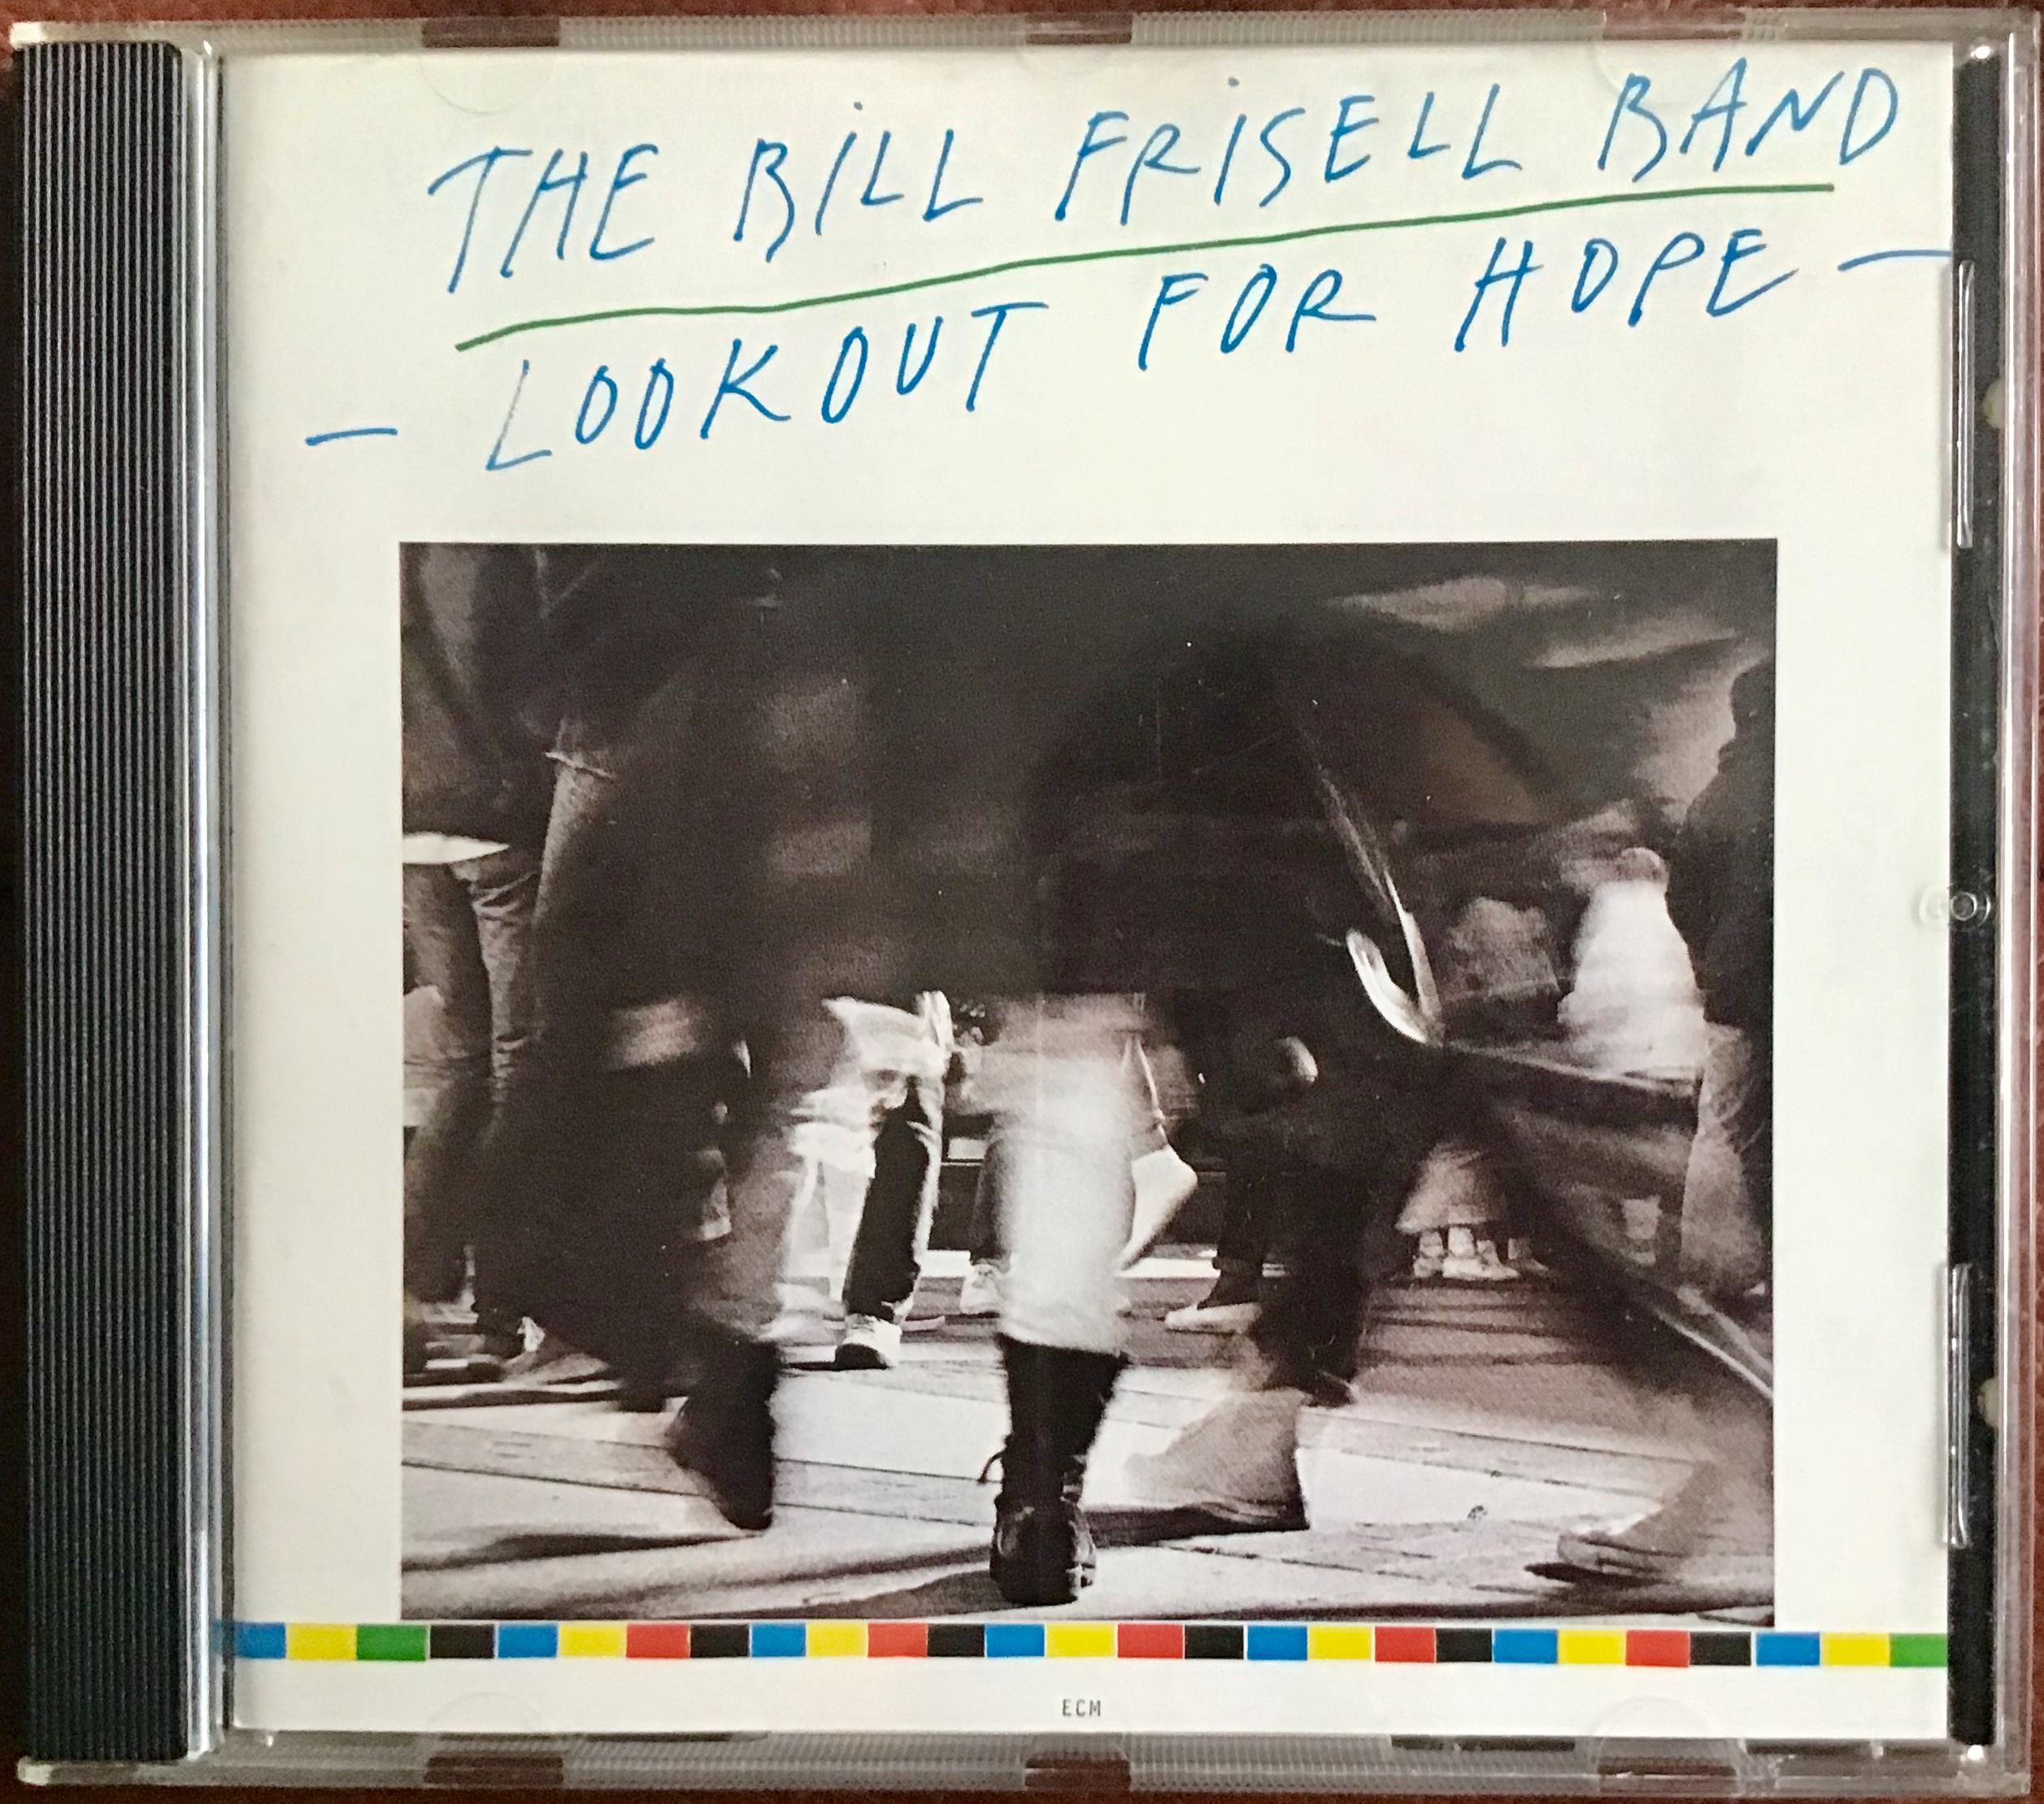 THE BILL FRISELL BAND
– LOOKOUT FOR HOPE –
ECM